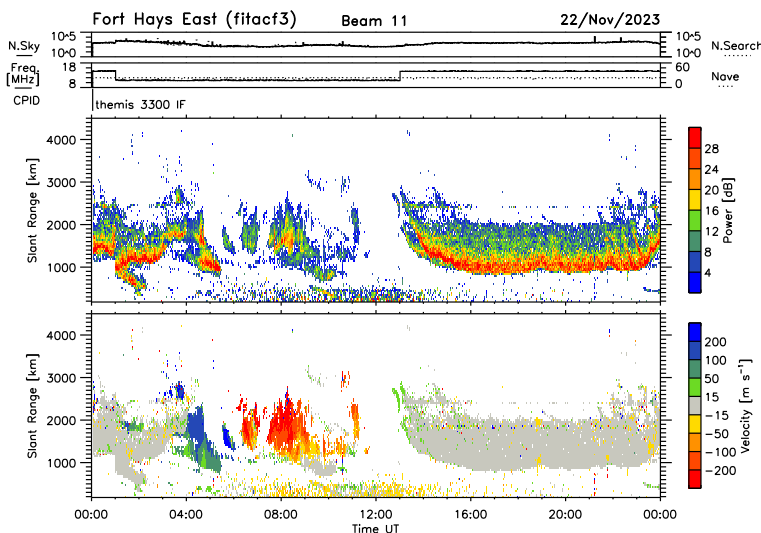 Fort Hays East (fitacf3) Beam 11 22/Nov/2023
N.Sky 10^5 10^0 10^5 10^0 N.Search
Freq. [MHz] 18 8 60 0 Nave
CPID themis 3300 IF
Slant Range [km] 4000 3000 2000 1000
Power [dB] 28 24 20 16 12 8 4
Slant Range [km] 4000 3000 2000 1000
Velocity [m s⁻¹] 200 100 50 15 −15 −50 −100 −200
00:00 04:00 08:00 12:00 16:00 20:00 00:00
Time UT